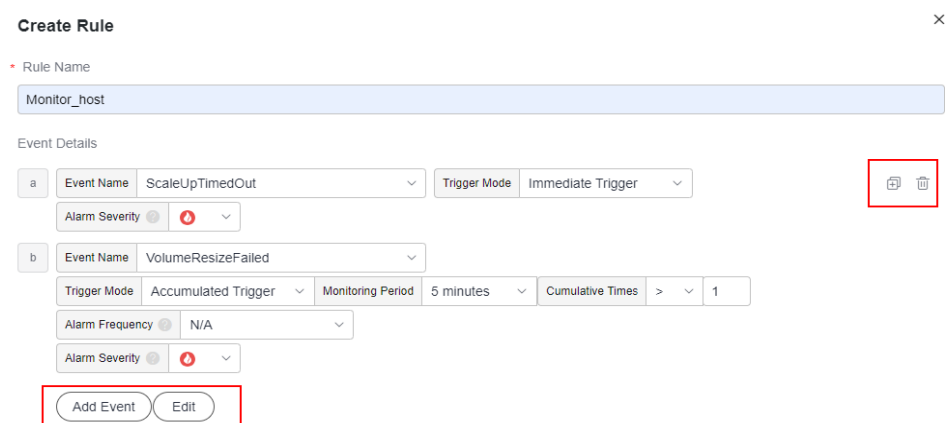 Create Rule
* Rule Name
Monitor_host
Event Details
a Event Name ScaleUpTimedOut Trigger Mode Immediate Trigger
Alarm Severity ?
b Event Name VolumeResizeFailed
Trigger Mode Accumulated Trigger Monitoring Period 5 minutes Cumulative Times > 1
Alarm Frequency ? N/A
Alarm Severity ?
Add Event Edit